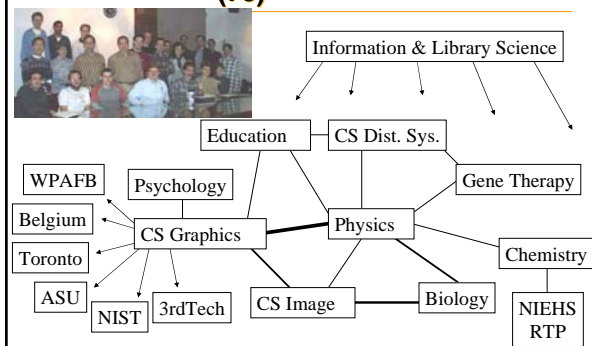 Information & Library Science
Education
CS Dist. Sys.
WPAFB
Psychology
Gene Therapy
Belgium
CS Graphics
Physics
Toronto
Chemistry
ASU
NIST
3rdTech
CS Image
Biology
NIEHS
RTP